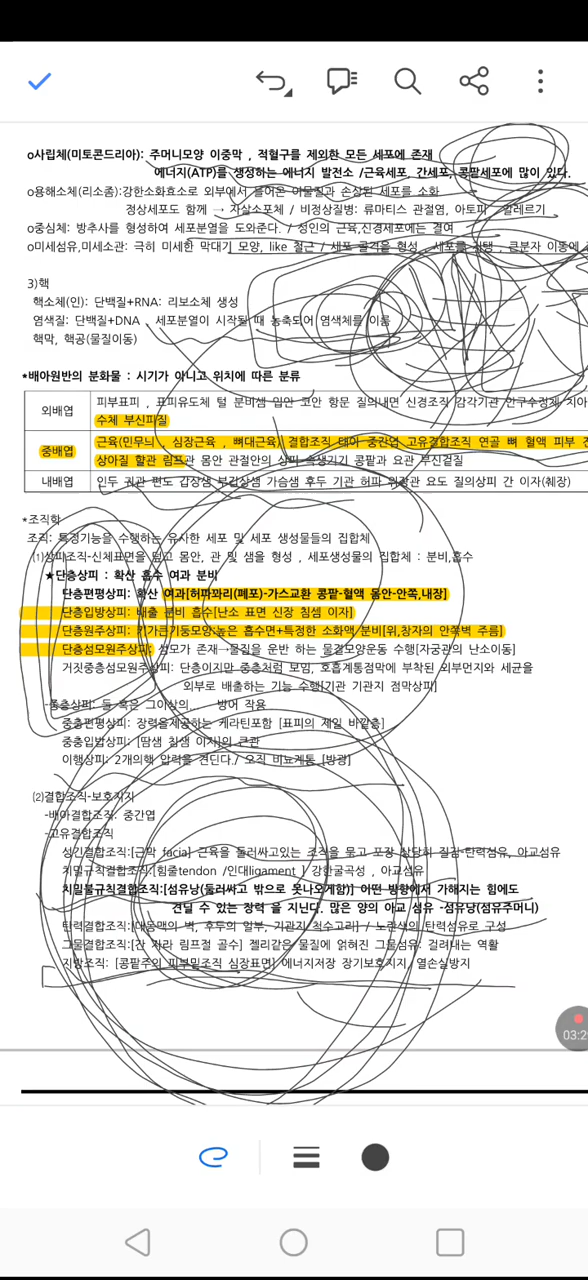 o사립체(미토콘드리아): 주머니모양 이중막 , 적혈구를 제외한 모든 세포에 존재
에너지(ATP)를 생정하는 에너지 발전소 /근육세포, 간세포, 콩팥세포에 많이 있다.
o용해소체(리소좀):강한소화효소로 외부에서 들어온 이물질과 손상된 세포를 소화
정상세포도 함께 → 자살소포체 / 비정상질병: 류마티스 관절염, 아토피 알레르기
o중심체: 방추사를 형성하여 세포분열을 도와준다. / 성인의 근육,신경세포에는 결여
o미세섬유,미세소관: 극히 미세한 막대기 모양, like 철근 / 세포 골격을 형성 , 세포를 지탱 , 큰분자 이동에
3)핵
핵소체(인): 단백질+RNA: 리보소체 생성
염색질: 단백질+DNA , 세포분열이 시작될 때 농축되어 염색체를 이룸
핵막, 핵공(물질이동)
*배아원반의 분화물 : 시기가 아니고 위치에 따른 분류
외배엽 피부표피 , 표피유도체 털 분비샘 입안 코안 항문 질의내면 신경조직 감각기관 안구수정체 치아
수체 부신피질
중배엽 근육(민무늬 , 심장근육 , 뼈대근육) 결합조직 태아 중간엽 고유결합조직 연골 뼈 혈액 피부 진
상아질 혈관 림프관 몸안 관절안의 상피 속생기기 콩팥과 요관 부신겉질
내배엽 인두 귀관 편도 갑상샘 부갑상샘 가슴샘 후두 기관 허파 위창관 요도 질의상피 간 이자(췌장)
*조직학
조직: 특정기능을 수행하는 유사한 세포 및 세포 생성물들의 집합체
⑴상피조직-신체표면을 덮고 몸안, 관 및 샘을 형성 , 세포생성물의 집합체 : 분비,흡수
★단층상피 : 확산 흡수 여과 분비
단층편평상피: 확산 여과[허파꽈리(폐포)-가스교환 콩팥-혈액 몸안-안쪽,내장]
단층입방상피: 배출 분비 흡수[난소 표면 신장 침셈 이자]
단층원주상피: 키가큰기둥모양:높은 흡수면+특정한 소화액 분비[위,장자의 안쪽벽 주름]
단층섬모원주상피: 섬모가 존재→물질을 운반 하는 물결모양운동 수행[자궁관의 난소이동]
거짓중층섬모원주상피: 단층이지만 중층처럼 보임, 호흡계통점막에 부착된 외부먼지와 세균을
외부로 배출하는 기능 수행[기관 기관지 점막상피]
-중층상피: 둘 혹은 그이상의... 방어 작용
중층편평상피: 장력을제공하는 케라틴포함 [표피의 제일 바깥층]
중층입방상피: [땀샘 침샘 이자]의 큰관
이행상피: 2개의핵 압력을 견딘다./ 오직 비뇨계통 [방광]
⑵결합조직-보호지지
-배아결합조직: 중간엽
-고유결합조직
성긴결합조직:[근막 facia] 근육을 둘러싸고있는 조직을 묶고 포장 상당히 질김-탄력섬유, 아교섬유
치밀규칙결합조직:[힘줄tendon /인대ligament ] 강한굴곡성 , 아교섬유
치밀불규칙결합조직:[섬유낭(둘러싸고 밖으로 못나오게함)] 어떤 방향에서 가해지는 힘에도
견딜 수 있는 장력 을 지닌다. 많은 양의 아교 섬유 -섬유낭(섬유주머니)
탄력결합조직:[대동맥의 벽, 후두의 일부, 기관지 척수고리] / 노란색의 탄력섬유로 구성
그물결합조직:[간 지라 림프절 골수] 젤리같은 물질에 얽혀진 그물섬유: 걸러내는 역활
지방조직: [콩팥주위 피부밑조직 심장표면] 에너지저장 장기보호지지, 열손실방지